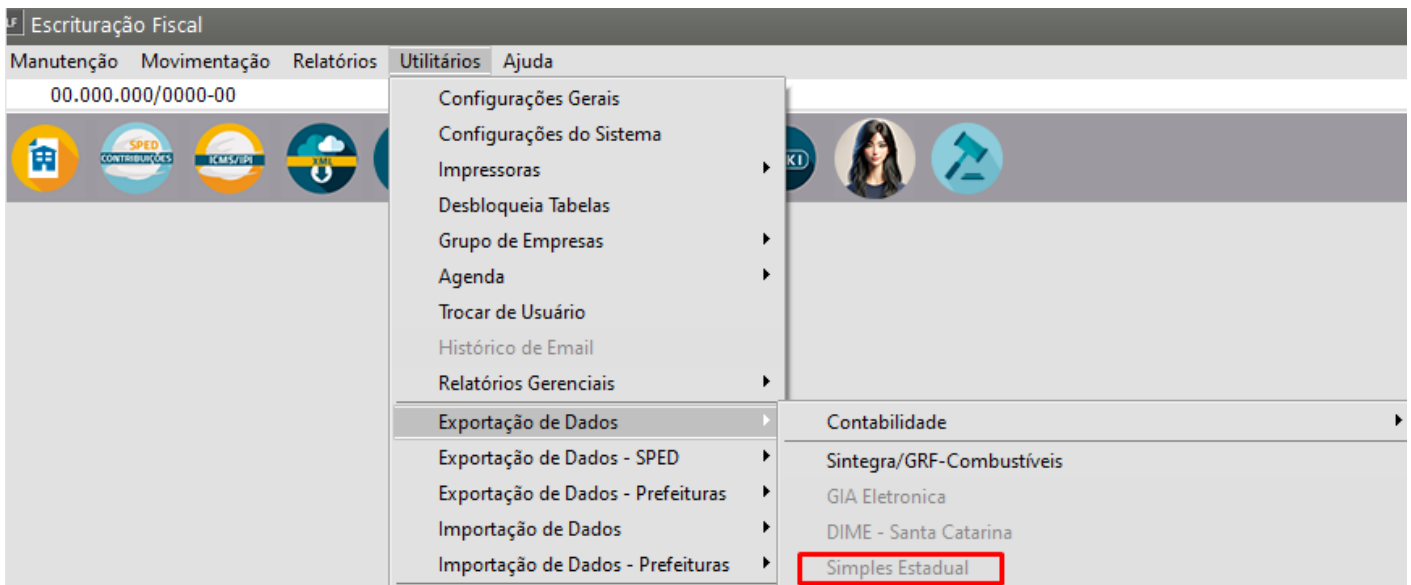 LF Escrituração Fiscal
Manutenção Movimentação Relatórios Utilitários Ajuda
00.000.000/0000-00
SPED
CONTRIBUIÇÕES
ICMS/IPI
XML
KI
Configurações Gerais
Configurações do Sistema
Impressoras
Desbloqueia Tabelas
Grupo de Empresas
Agenda
Trocar de Usuário
Histórico de Email
Relatórios Gerenciais
Exportação de Dados
Exportação de Dados - SPED
Exportação de Dados - Prefeituras
Importação de Dados
Importação de Dados - Prefeituras
Contabilidade
Sintegra/GRF-Combustíveis
GIA Eletronica
DIME - Santa Catarina
Simples Estadual